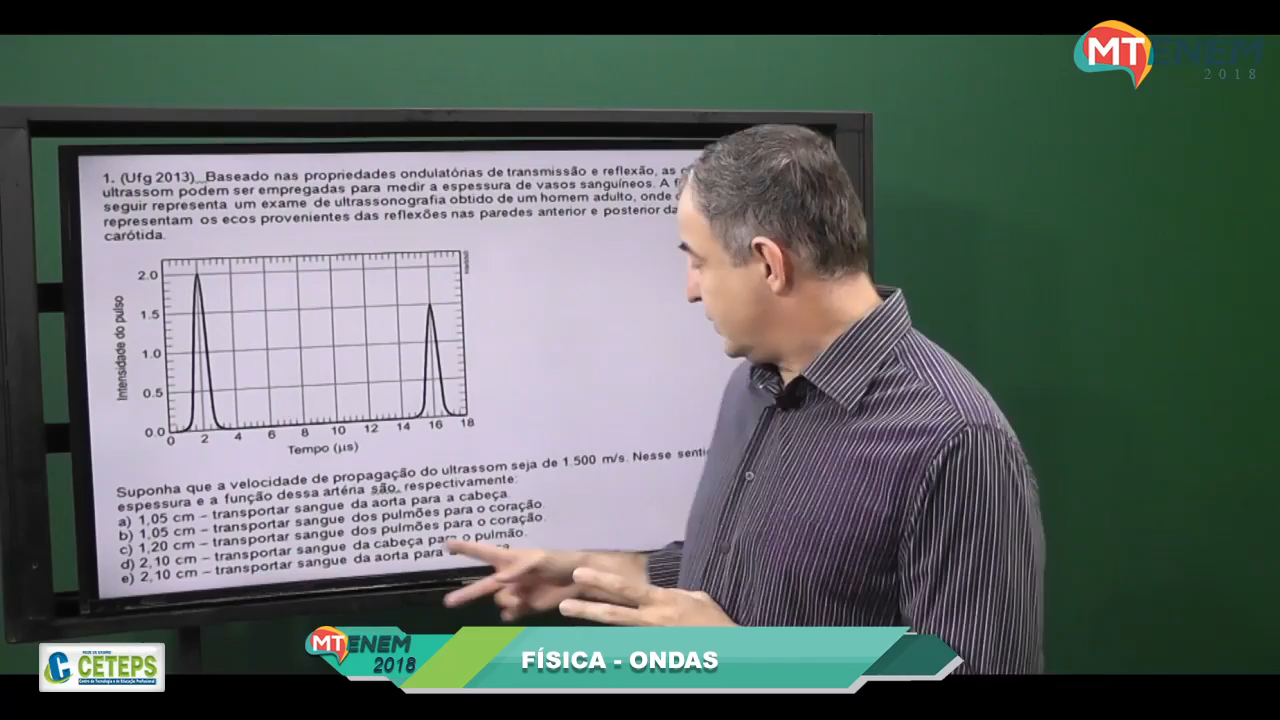 MT ENEM
2018
1. (Ufg 2013) Baseado nas propriedades ondulatórias de transmissão e reflexão, as
ultrassom podem ser empregadas para medir a espessura de vasos sanguíneos. A
seguir representa um exame de ultrassonografia obtido de um homem adulto, onde
representam os ecos provenientes das reflexões nas paredes anterior e posterior da
carótida.
Intensidade do pulso
2.0
1.5
1.0
0.5
0.0
0 2 4 6 8 10 12 14 16 18
Tempo (µs)
Suponha que a velocidade de propagação do ultrassom seja de 1.500 m/s. Nesse
espessura e a função dessa artéria são, respectivamente:
a) 1,05 cm – transportar sangue da aorta para a cabeça.
b) 1,05 cm – transportar sangue dos pulmões para o coração.
c) 1,20 cm – transportar sangue dos pulmões para o coração.
d) 2,10 cm – transportar sangue da cabeça para o pulmão.
e) 2,10 cm – transportar sangue da aorta para
CETEPS
MT ENEM
2018
FÍSICA - ONDAS